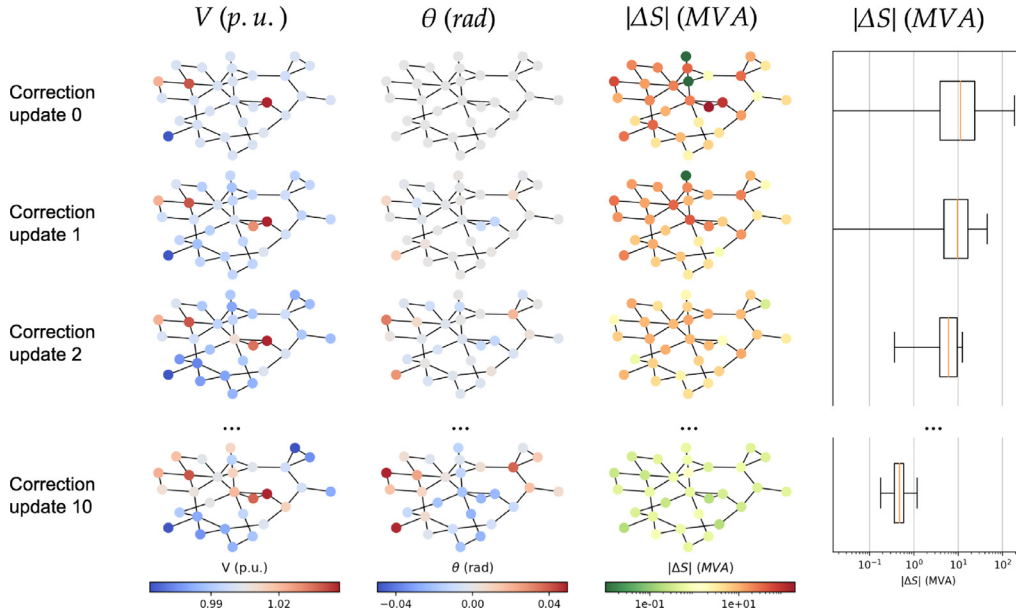 V (p. u.)
θ (rad)
|ΔS| (MVA)
|ΔS| (MVA)
Correction
update 0
Correction
update 1
Correction
update 2
... ... ... ...
Correction
update 10
V (p.u.)
θ (rad)
|ΔS| (MVA)
0.99 1.02
−0.04 0.00 0.04
1e-01 1e+01
10⁻¹ 10⁰ 10¹ 10²
|ΔS| (MVA)